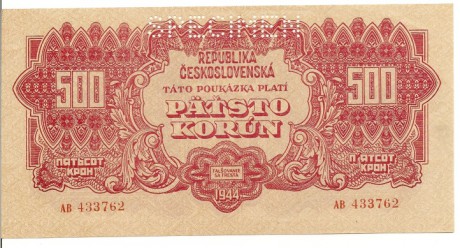 SPECIMEN
REPUBLIKA
ČESKOSLOVENSKÁ
TÁTO POUKÁZKA PLATÍ
500
PÄŤSTO
KORÚN
500
ПЯТЬСОТ
КРОН
FALŠOVANIE
SA TRESTÁ
1944
П'ЯТЬСОТ
КРОН
AB 433762
AB 433762